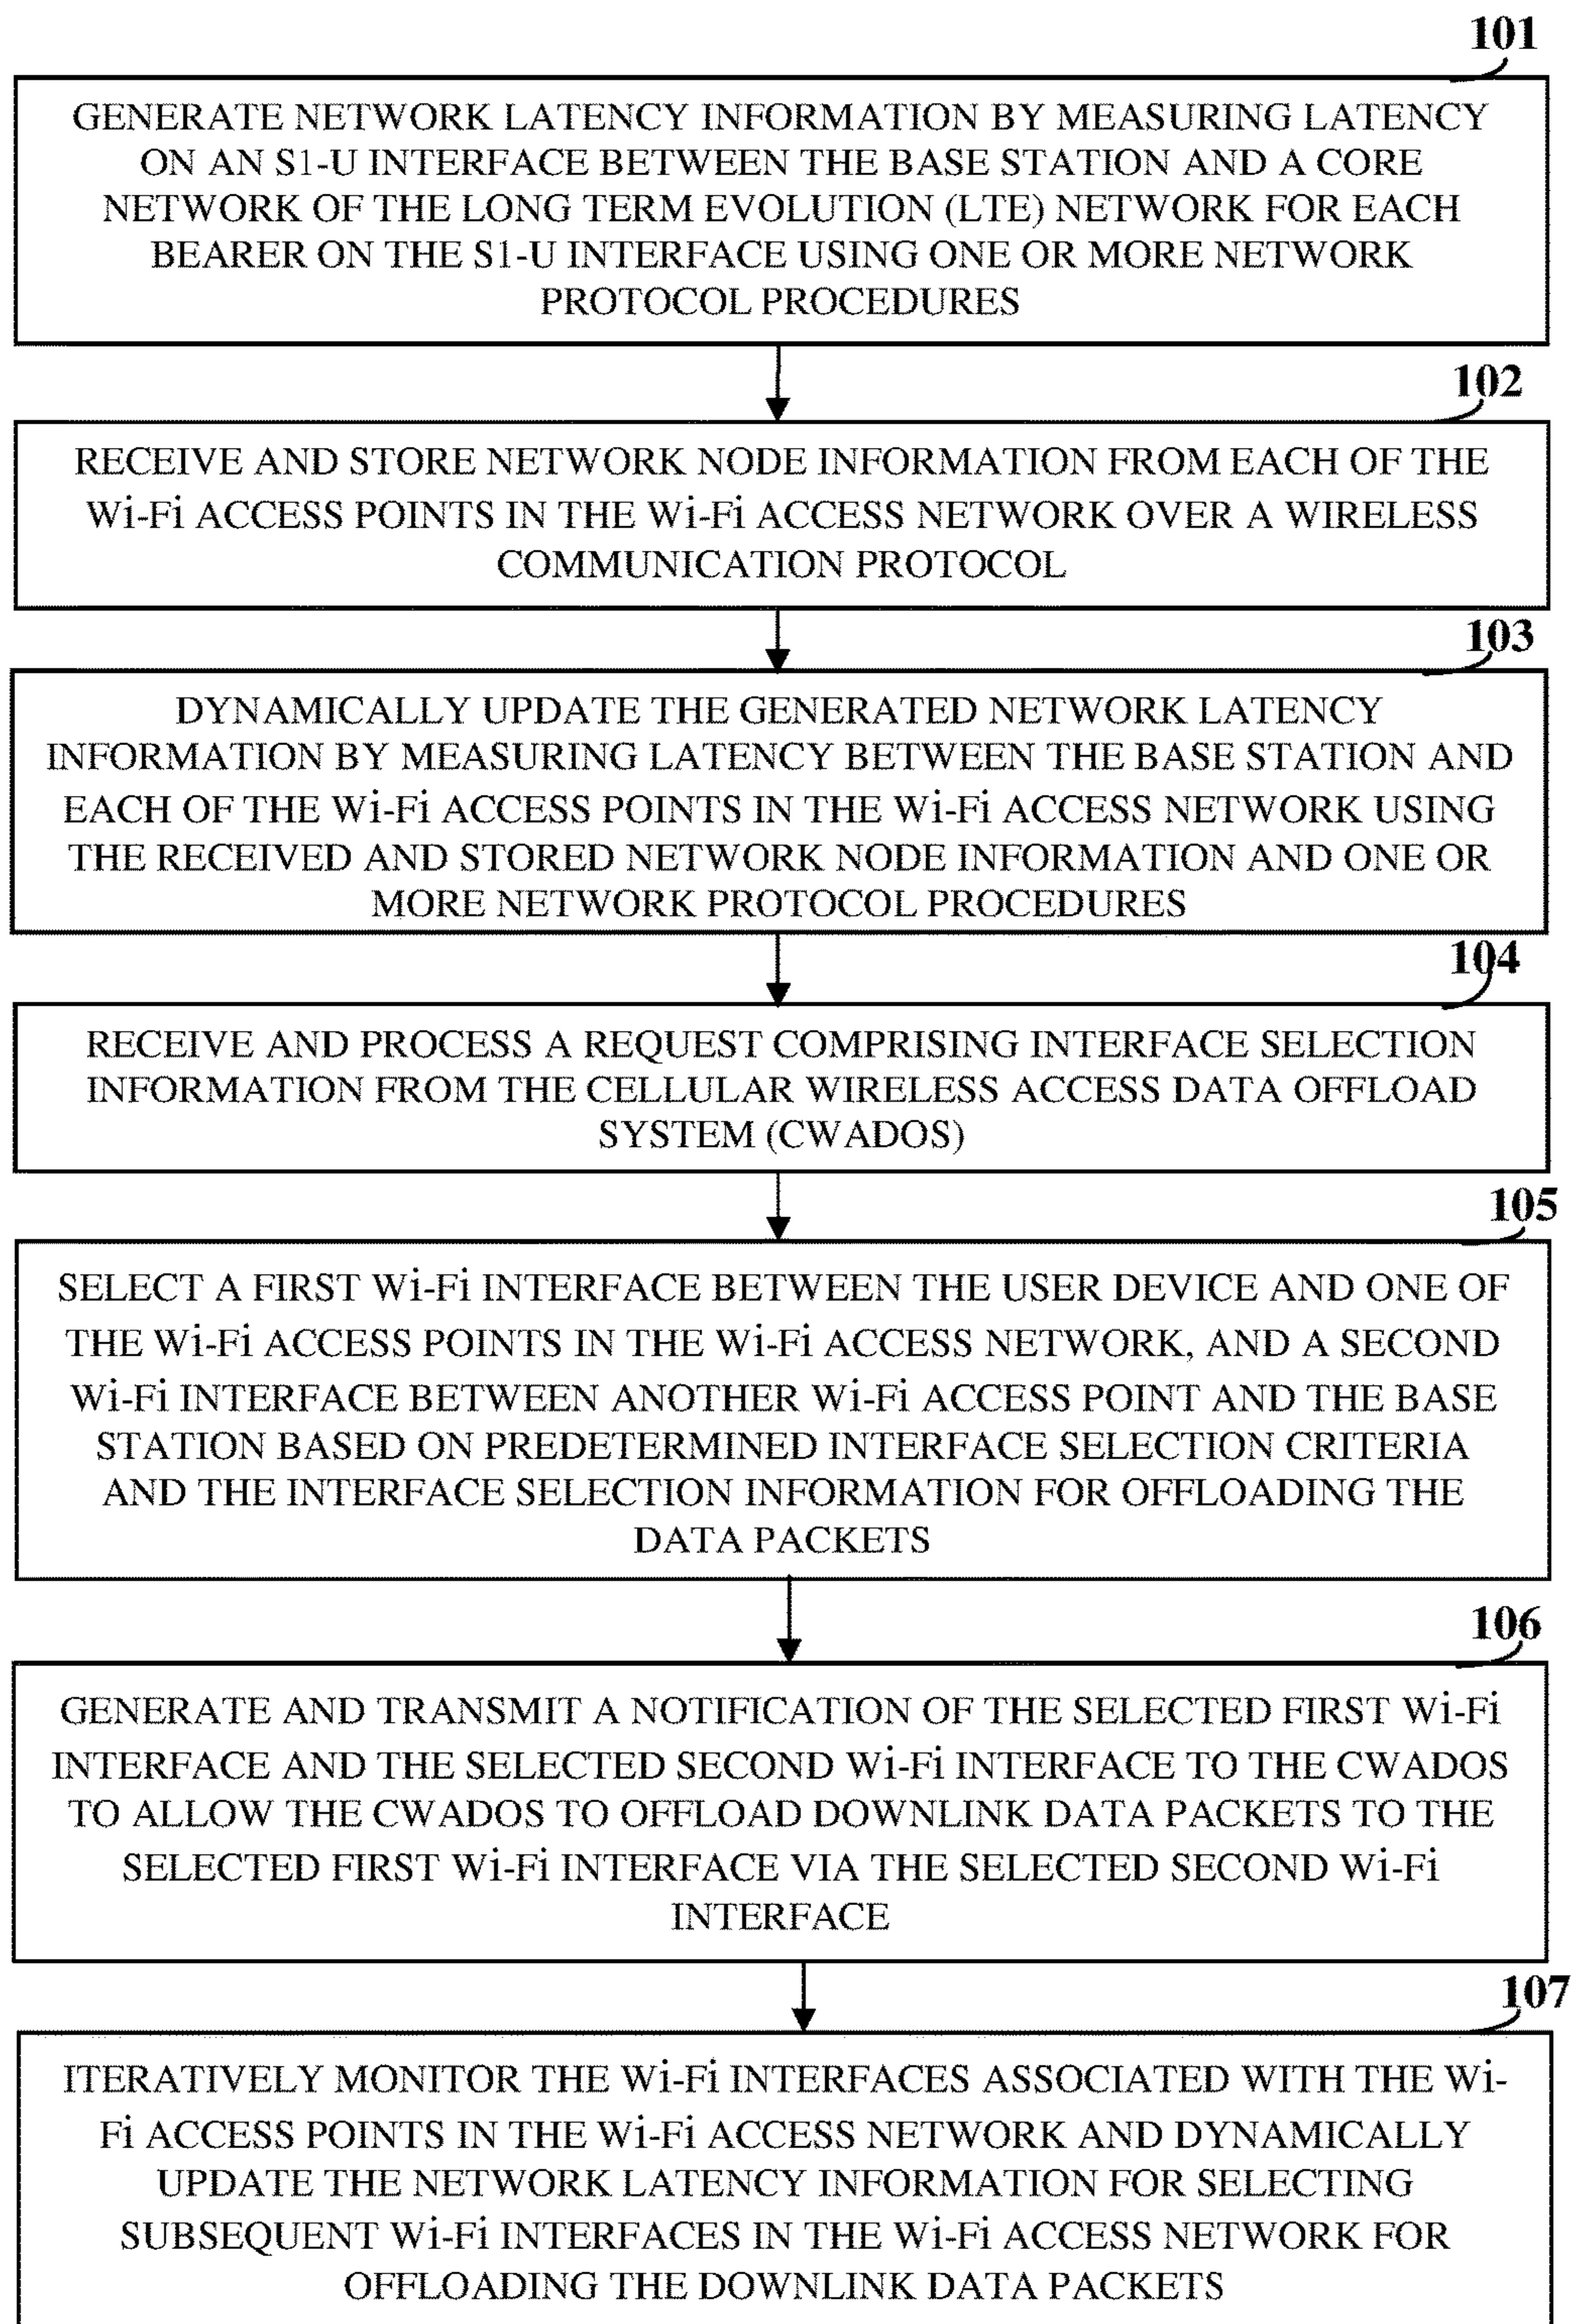 101
GENERATE NETWORK LATENCY INFORMATION BY MEASURING LATENCY
ON AN S1-U INTERFACE BETWEEN THE BASE STATION AND A CORE
NETWORK OF THE LONG TERM EVOLUTION (LTE) NETWORK FOR EACH
BEARER ON THE S1-U INTERFACE USING ONE OR MORE NETWORK
PROTOCOL PROCEDURES
102
RECEIVE AND STORE NETWORK NODE INFORMATION FROM EACH OF THE
Wi-Fi ACCESS POINTS IN THE Wi-Fi ACCESS NETWORK OVER A WIRELESS
COMMUNICATION PROTOCOL
103
DYNAMICALLY UPDATE THE GENERATED NETWORK LATENCY
INFORMATION BY MEASURING LATENCY BETWEEN THE BASE STATION AND
EACH OF THE Wi-Fi ACCESS POINTS IN THE Wi-Fi ACCESS NETWORK USING
THE RECEIVED AND STORED NETWORK NODE INFORMATION AND ONE OR
MORE NETWORK PROTOCOL PROCEDURES
104
RECEIVE AND PROCESS A REQUEST COMPRISING INTERFACE SELECTION
INFORMATION FROM THE CELLULAR WIRELESS ACCESS DATA OFFLOAD
SYSTEM (CWADOS)
105
SELECT A FIRST Wi-Fi INTERFACE BETWEEN THE USER DEVICE AND ONE OF
THE Wi-Fi ACCESS POINTS IN THE Wi-Fi ACCESS NETWORK, AND A SECOND
Wi-Fi INTERFACE BETWEEN ANOTHER Wi-Fi ACCESS POINT AND THE BASE
STATION BASED ON PREDETERMINED INTERFACE SELECTION CRITERIA
AND THE INTERFACE SELECTION INFORMATION FOR OFFLOADING THE
DATA PACKETS
106
GENERATE AND TRANSMIT A NOTIFICATION OF THE SELECTED FIRST Wi-Fi
INTERFACE AND THE SELECTED SECOND Wi-Fi INTERFACE TO THE CWADOS
TO ALLOW THE CWADOS TO OFFLOAD DOWNLINK DATA PACKETS TO THE
SELECTED FIRST Wi-Fi INTERFACE VIA THE SELECTED SECOND Wi-Fi
INTERFACE
107
ITERATIVELY MONITOR THE Wi-Fi INTERFACES ASSOCIATED WITH THE Wi-
Fi ACCESS POINTS IN THE Wi-Fi ACCESS NETWORK AND DYNAMICALLY
UPDATE THE NETWORK LATENCY INFORMATION FOR SELECTING
SUBSEQUENT Wi-Fi INTERFACES IN THE Wi-Fi ACCESS NETWORK FOR
OFFLOADING THE DOWNLINK DATA PACKETS